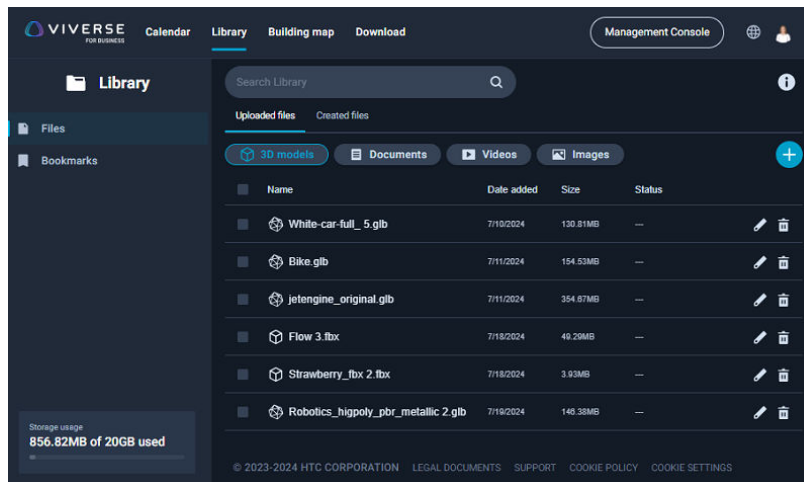 VIVERSE
FOR BUSINESS
Calendar Library Building map Download Management Console
Library
Search Library
Uploaded files Created files
Files
Bookmarks
3D models Documents Videos Images
Name Date added Size Status
White-car-full_ 5.glb 7/10/2024 130.81MB ---
Bike.glb 7/11/2024 154.53MB ---
jetengine_original.glb 7/11/2024 354.67MB ---
Flow 3.fbx 7/18/2024 49.29MB ---
Strawberry_fbx 2.fbx 7/18/2024 3.93MB ---
Robotics_higpoly_pbr_metallic 2.glb 7/19/2024 146.38MB ---
Storage usage
856.82MB of 20GB used
© 2023-2024 HTC CORPORATION LEGAL DOCUMENTS SUPPORT COOKIE POLICY COOKIE SETTINGS